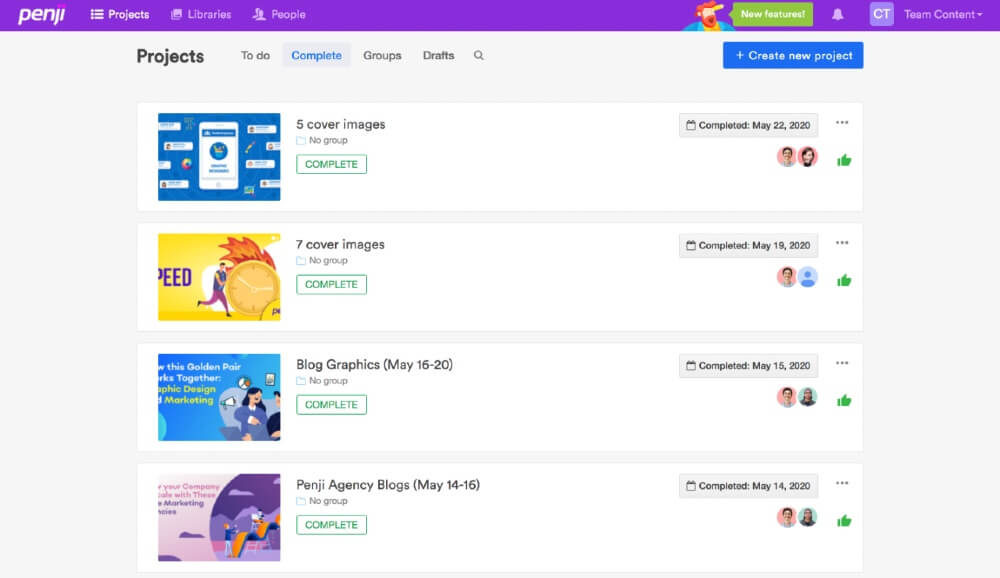 penji Projects Libraries People New features! CT Team Content
Projects To do Complete Groups Drafts + Create new project
5 cover images Completed: May 22, 2020
No group
COMPLETE
7 cover images Completed: May 19, 2020
No group
PEED
COMPLETE
Blog Graphics (May 16-20) Completed: May 15, 2020
w this Golden Pair
No group
rks Together:
aphic Design
d Marketing
COMPLETE
Penji Agency Blogs (May 14-16) Completed: May 14, 2020
your Company
cale with These
No group
e Marketing
ncies
COMPLETE